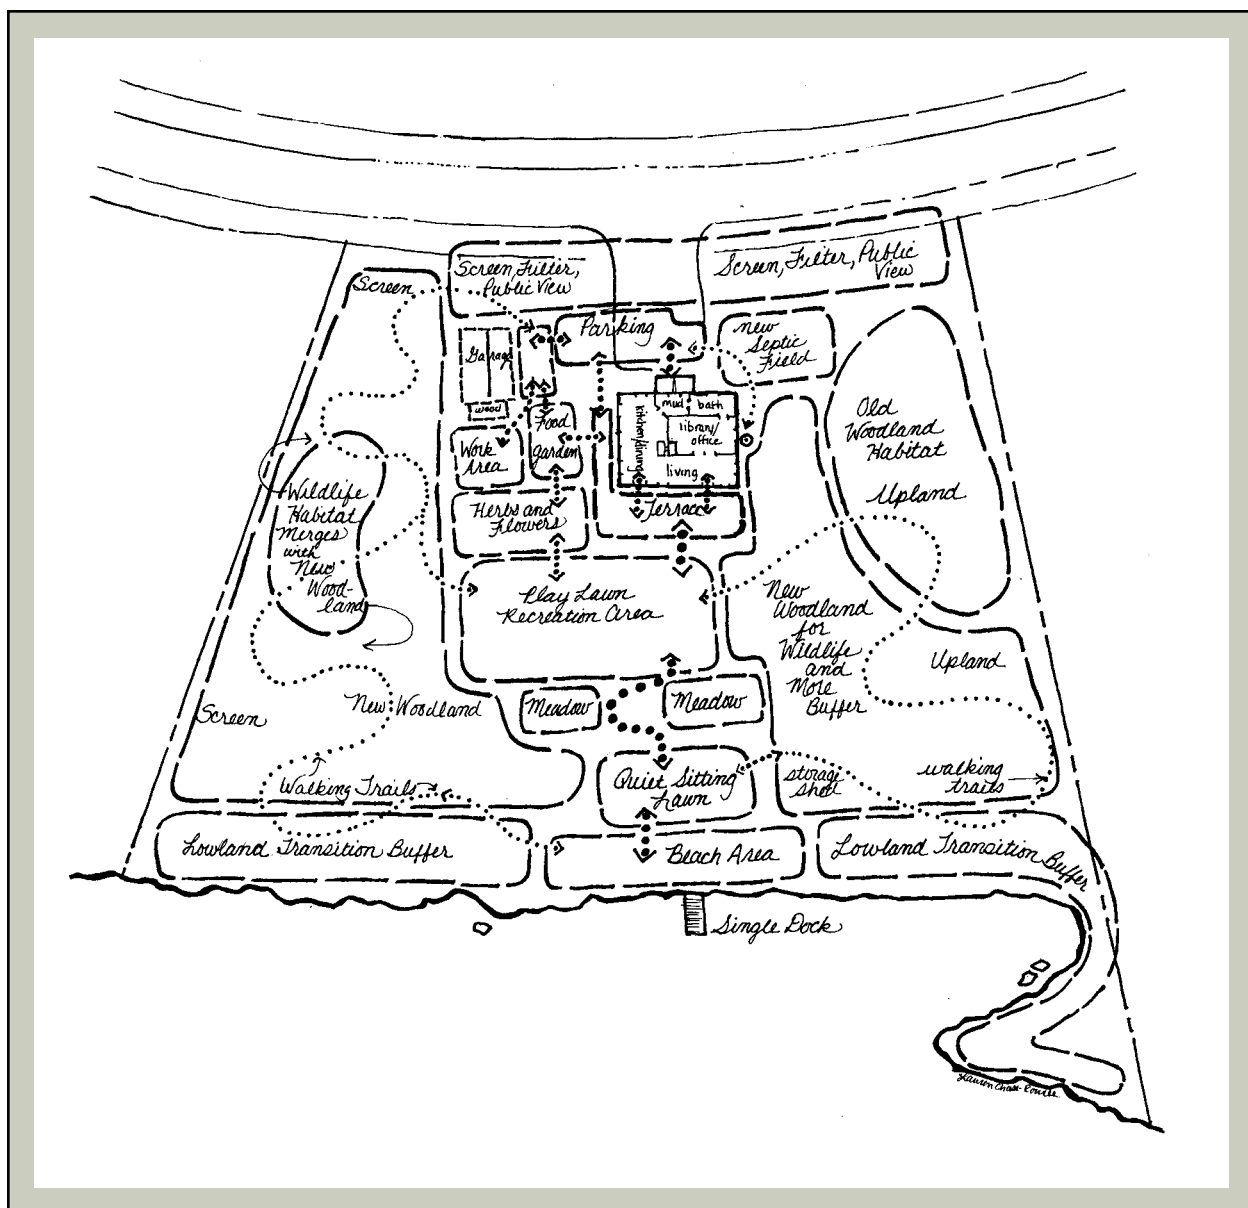 Screen, Filter,
Public View
Screen, Filter, Public
View
Screen
Parking
New
Septic
Field
Garage
wood
Food
Garden
Work
Area
mud
bath
library/
office
kitchen/dining
living
Terrace
Herbs and
Flowers
Old
Woodland
Habitat
Upland
Wildlife
Habitat
Merges
with
New
Wood-
land
Play Lawn
Recreation Area
New
Woodland
for
Wildlife
and
More
Buffer
Upland
Screen
New Woodland
Meadow
Meadow
Walking Trails
Quiet Sitting
Lawn
storage
shed
walking
trails
Lowland Transition Buffer
Beach Area
Lowland Transition Buffer
Single Dock
Lauren Chase-Rowell